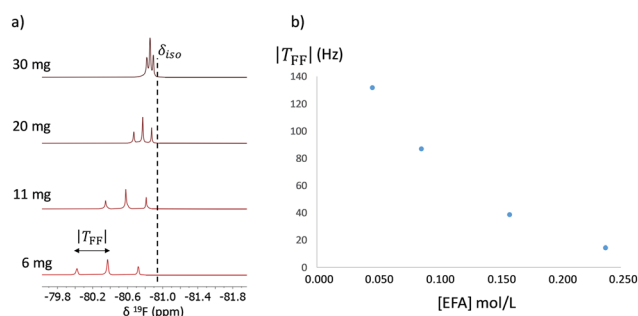 a)
δiso
30 mg
20 mg
11 mg
|TFF|
6 mg
-79.8 -80.2 -80.6 -81.0 -81.4 -81.8
δ 19F (ppm)
b)
|TFF| (Hz)
140
120
100
80
60
40
20
0
0.000 0.050 0.100 0.150 0.200 0.250
[EFA] mol/L